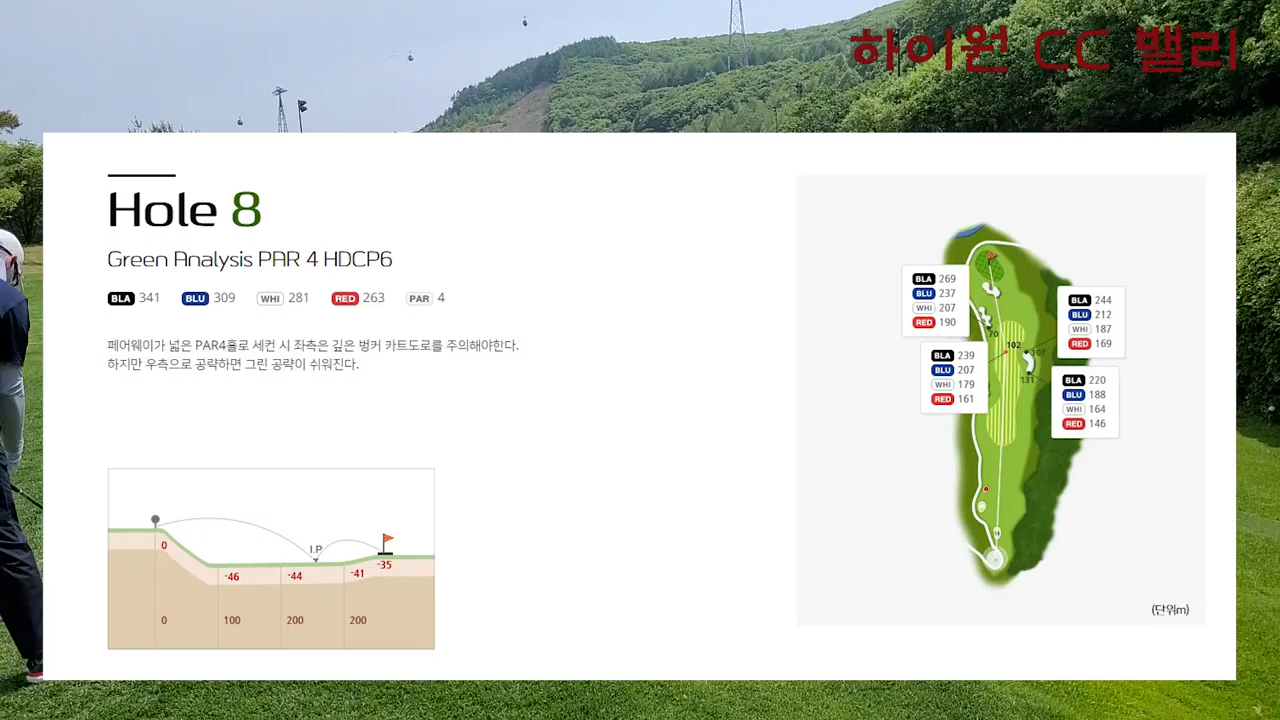 하이원 CC 밸리
Hole 8
Green Analysis PAR 4 HDCP6
BLA 341 BLU 309 WHI 281 RED 263 PAR 4
페어웨이가 넓은 PAR4홀로 세컨 시 좌측은 깊은 벙커 카트도로를 주의해야한다.
하지만 우측으로 공략하면 그린 공략이 쉬워진다.
I.P
0
-46
-44
-41
-35
0
100
200
200
BLA 269
BLU 237
WHI 207
RED 190
BLA 244
BLU 212
WHI 187
RED 169
70
102
107
131
BLA 239
BLU 207
WHI 179
RED 161
BLA 220
BLU 188
WHI 164
RED 146
(단위m)